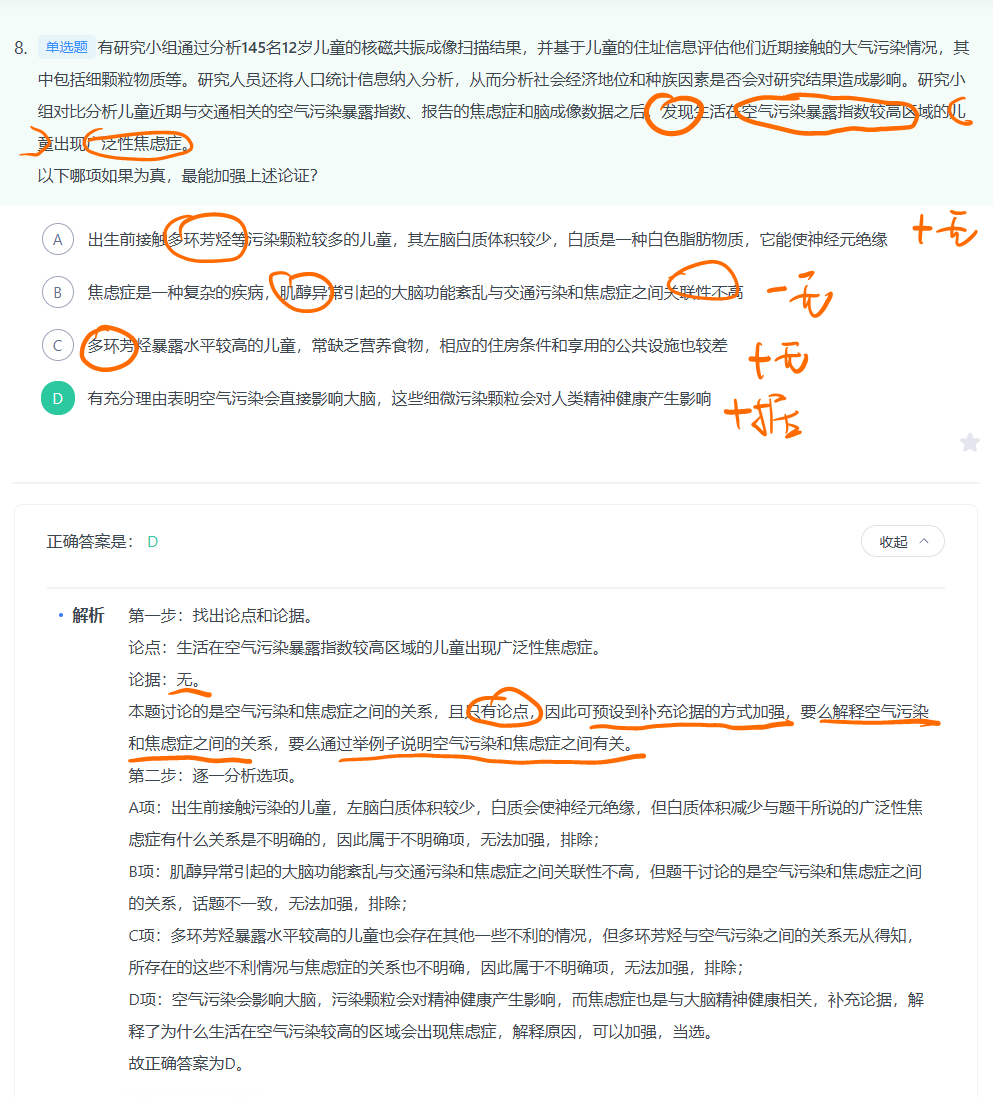 8. 单选题 有研究小组通过分析145名12岁儿童的核磁共振成像扫描结果，并基于儿童的住址信息评估他们近期接触的大气污染情况，其
中包括细颗粒物质等。研究人员还将人口统计信息纳入分析，从而分析社会经济地位和种族因素是否会对研究结果造成影响。研究小
组对比分析儿童近期与交通相关的空气污染暴露指数、报告的焦虑症和脑成像数据之后，发现生活在空气污染暴露指数较高区域的儿
童出现广泛性焦虑症。
以下哪项如果为真，最能加强上述论证？
A 出生前接触多环芳烃等污染颗粒较多的儿童，其左脑白质体积较少，白质是一种白色脂肪物质，它能使神经元绝缘 +无
B 焦虑症是一种复杂的疾病，肌醇异常引起的大脑功能紊乱与交通污染和焦虑症之间关联性不高 -无
C 多环芳烃暴露水平较高的儿童，常缺乏营养食物，相应的住房条件和享用的公共设施也较差 +无
D 有充分理由表明空气污染会直接影响大脑，这些细微污染颗粒会对人类精神健康产生影响 +据
正确答案是： D
收起
• 解析 第一步：找出论点和论据。
论点：生活在空气污染暴露指数较高区域的儿童出现广泛性焦虑症。
论据：无。
本题讨论的是空气污染和焦虑症之间的关系，且只有论点，因此可预设到补充论据的方式加强，要么解释空气污染
和焦虑症之间的关系，要么通过举例子说明空气污染和焦虑症之间有关。
第二步：逐一分析选项。
A项：出生前接触污染的儿童，左脑白质体积较少，白质会使神经元绝缘，但白质体积减少与题干所说的广泛性焦
虑症有什么关系是不明确的，因此属于不明确项，无法加强，排除；
B项：肌醇异常引起的大脑功能紊乱与交通污染和焦虑症之间关联性不高，但题干讨论的是空气污染和焦虑症之间
的关系，话题不一致，无法加强，排除；
C项：多环芳烃暴露水平较高的儿童也会存在其他一些不利的情况，但多环芳烃与空气污染之间的关系无从得知，
所存在的这些不利情况与焦虑症的关系也不明确，因此属于不明确项，无法加强，排除；
D项：空气污染会影响大脑，污染颗粒会对精神健康产生影响，而焦虑症也是与大脑精神健康相关，补充论据，解
释了为什么生活在空气污染较高的区域会出现焦虑症，解释原因，可以加强，当选。
故正确答案为D。